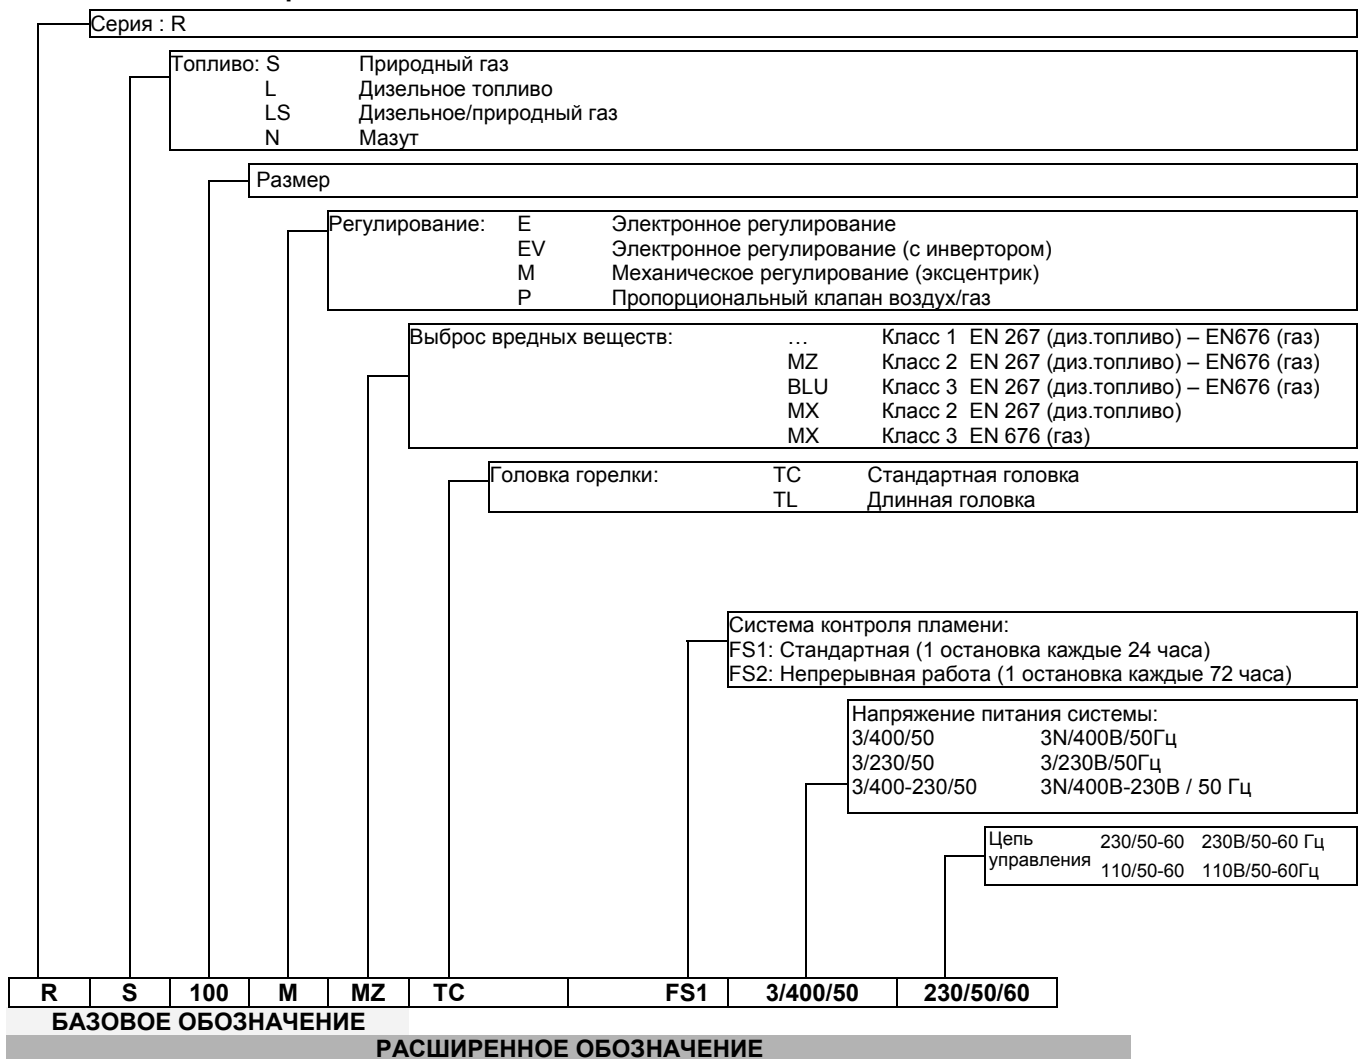 Серия : R
Топливо: S Природный газ
L Дизельное топливо
LS Дизельное/природный газ
N Мазут
Размер
Регулирование: E Электронное регулирование
EV Электронное регулирование (с инвертором)
M Механическое регулирование (эксцентрик)
P Пропорциональный клапан воздух/газ
Выброс вредных веществ: … Класс 1 EN 267 (диз.топливо) – EN676 (газ)
MZ Класс 2 EN 267 (диз.топливо) – EN676 (газ)
BLU Класс 3 EN 267 (диз.топливо) – EN676 (газ)
MX Класс 2 EN 267 (диз.топливо)
MX Класс 3 EN 676 (газ)
Головка горелки: TC Стандартная головка
TL Длинная головка
Система контроля пламени:
FS1: Стандартная (1 остановка каждые 24 часа)
FS2: Непрерывная работа (1 остановка каждые 72 часа)
Напряжение питания системы:
3/400/50 3N/400В/50Гц
3/230/50 3/230В/50Гц
3/400-230/50 3N/400В-230В / 50 Гц
Цепь управления 230/50-60 230В/50-60 Гц
110/50-60 110В/50-60Гц
R S 100 M MZ TC FS1 3/400/50 230/50/60
БАЗОВОЕ ОБОЗНАЧЕНИЕ
РАСШИРЕННОЕ ОБОЗНАЧЕНИЕ